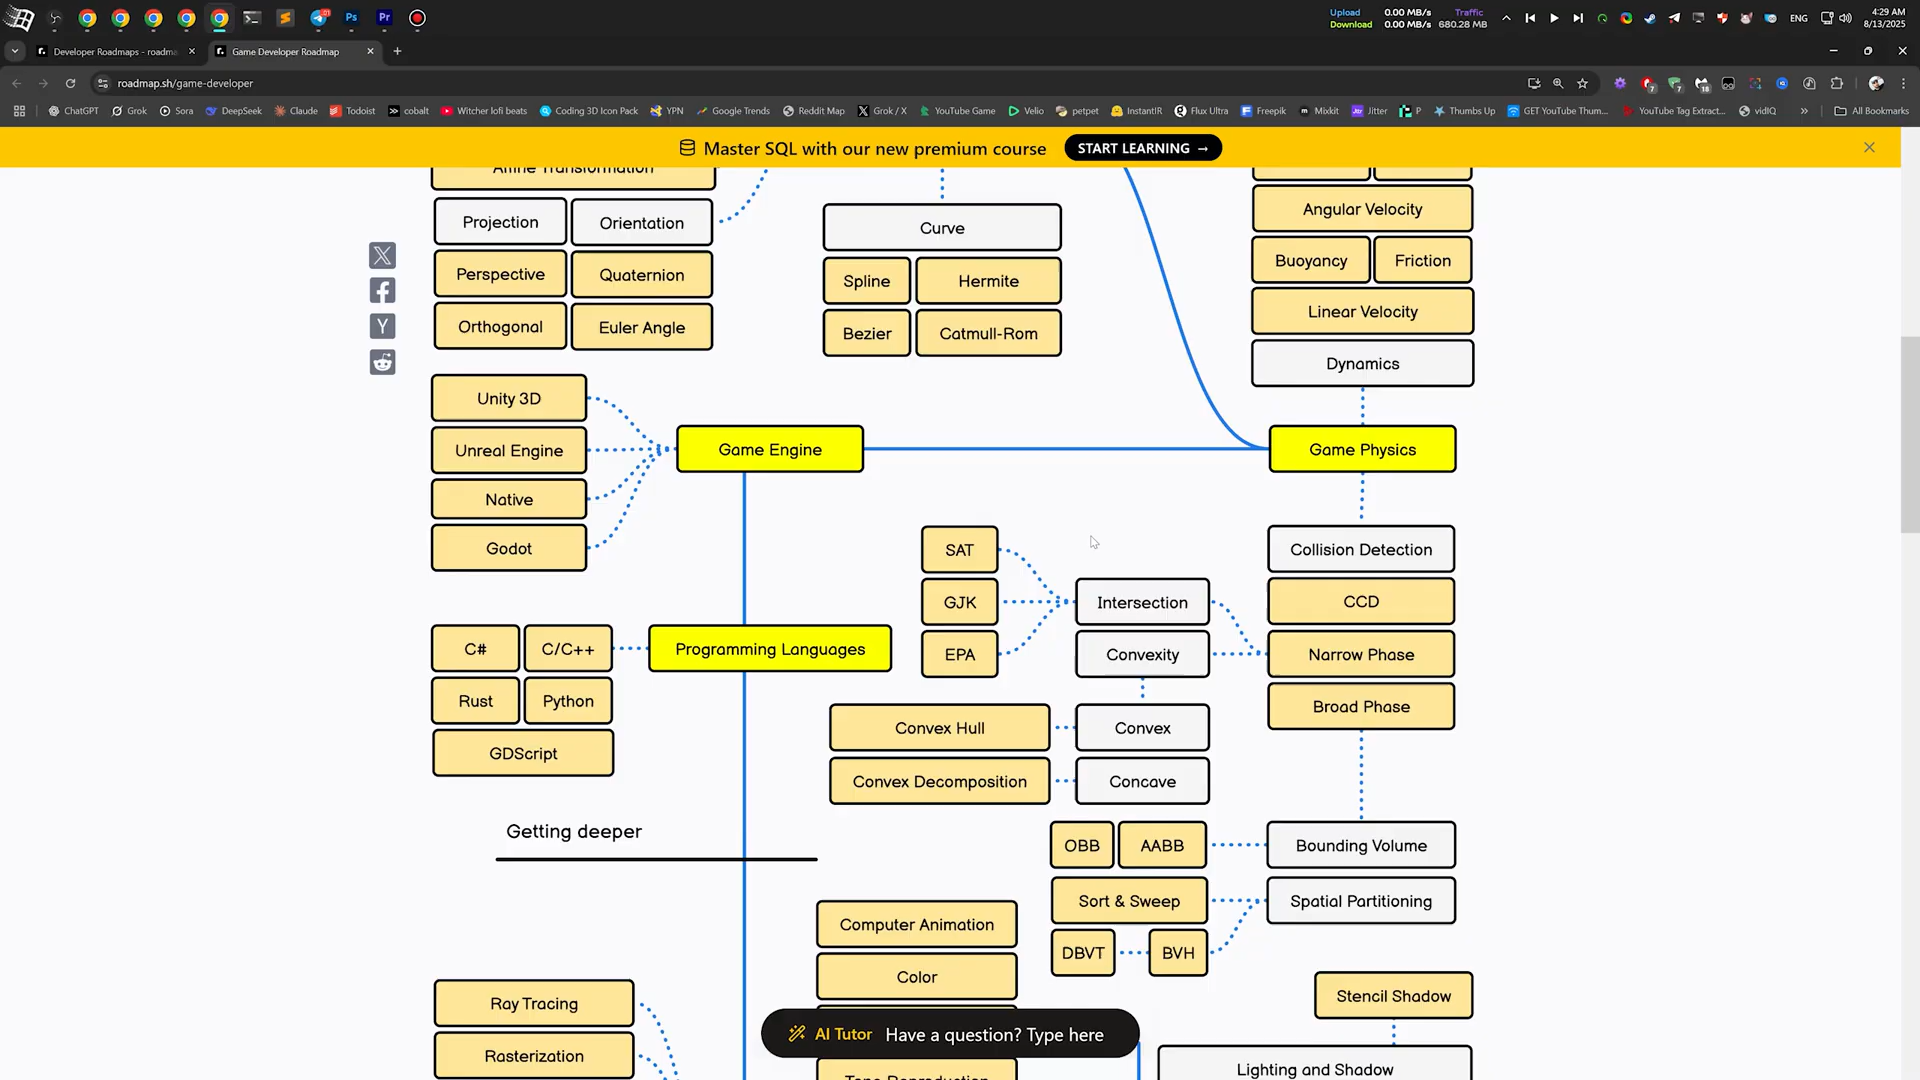 Upload 0.00 MB/s Traffic
Download 0.00 MB/s 680.28 MB
ENG
4:29 AM
8/13/2025
Developer Roadmaps - roadma
Game Developer Roadmap
roadmap.sh/game-developer
ChatGPT
Grok
Sora
DeepSeek
Claude
Todoist
cobalt
Witcher lofi beats
Coding 3D Icon Pack
YPN
Google Trends
Reddit Map
Grok / X
YouTube Game
Velio
petpet
InstantIR
Flux Ultra
Freepik
Mixkit
Jitter
P
Thumbs Up
GET YouTube Thum...
YouTube Tag Extract...
vidIQ
All Bookmarks
Master SQL with our new premium course
START LEARNING →
Affine Transformation
Projection
Orientation
Perspective
Quaternion
Orthogonal
Euler Angle
Curve
Spline
Hermite
Bezier
Catmull-Rom
Angular Velocity
Buoyancy
Friction
Linear Velocity
Dynamics
Unity 3D
Unreal Engine
Native
Godot
Game Engine
Game Physics
SAT
GJK
EPA
Intersection
Convexity
Collision Detection
CCD
Narrow Phase
Broad Phase
C#
C/C++
Rust
Python
GDScript
Programming Languages
Convex Hull
Convex
Convex Decomposition
Concave
Getting deeper
OBB
AABB
Bounding Volume
Sort & Sweep
Spatial Partitioning
DBVT
BVH
Computer Animation
Color
Stencil Shadow
Ray Tracing
Rasterization
AI Tutor Have a question? Type here
Lighting and Shadow
Tone Reproduction